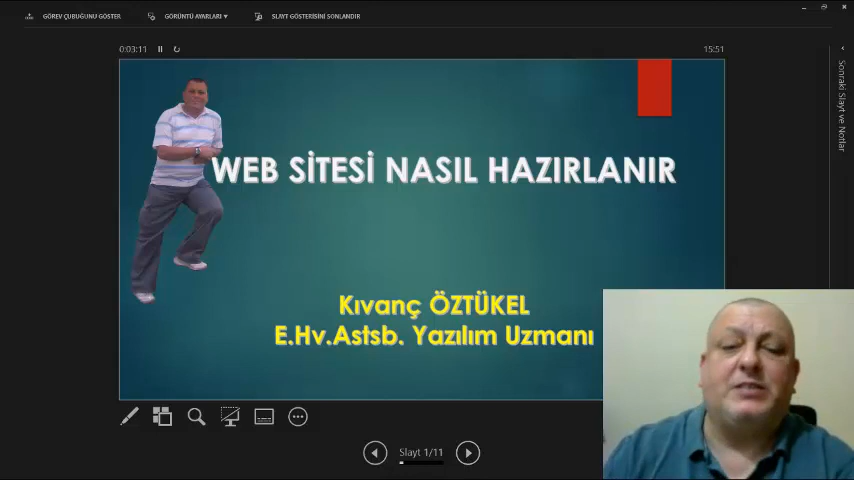 GÖREV ÇUBUĞUNU GÖSTER
GÖRÜNTÜ AYARLARI ▼
SLAYT GÖSTERİSİNİ SONLANDIR
0:03:11
15:51
Sonraki Slayt ve Notlar
WEB SİTESİ NASIL HAZIRLANIR
Kıvanç ÖZTÜKEL
E.Hv.Astsb. Yazılım Uzmanı
Slayt 1/11